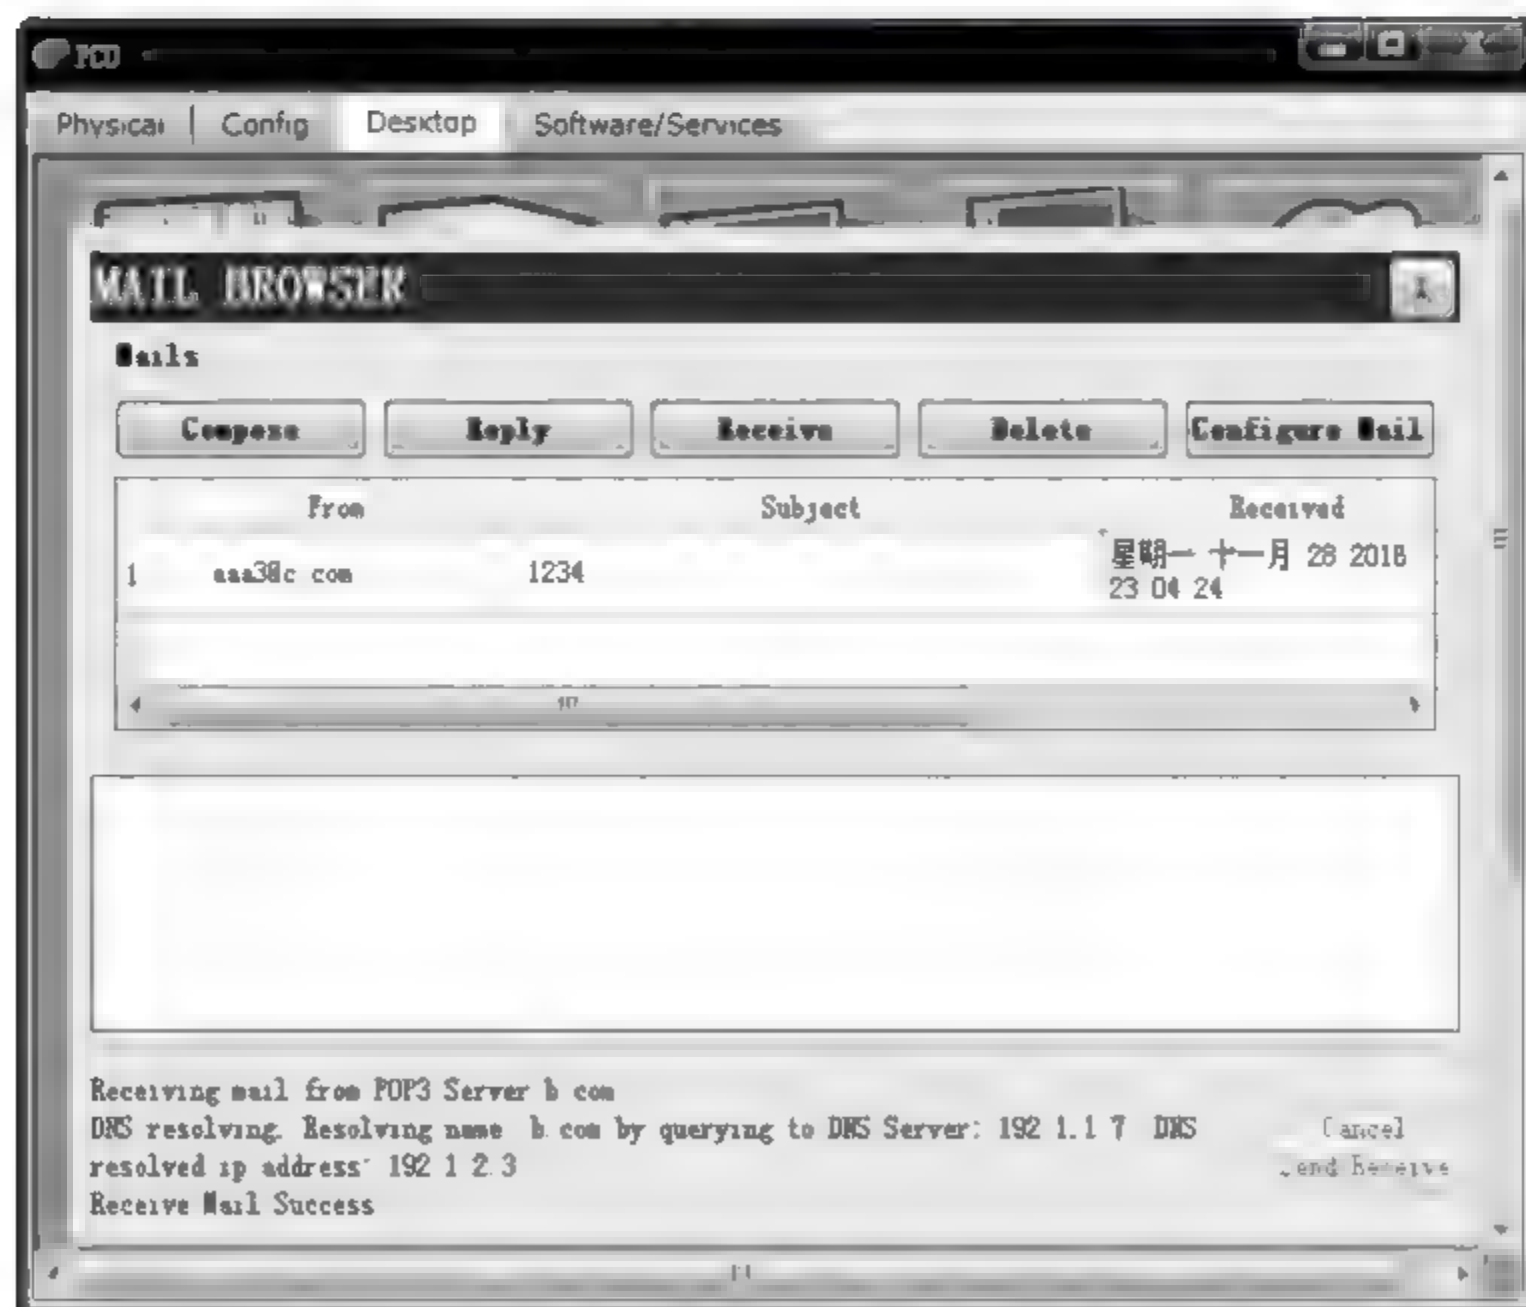 PC0
Physical Config Desktop Software/Services
MAIL BROWSER
Mails
Compose Reply Receive Delete Configure Mail
From Subject Received
1 aaa3@c com 1234 星期一 十一月 28 2016
23 04 24
Receiving mail from POP3 Server b com
DNS resolving. Resolving name b.com by querying to DNS Server: 192 1.1 7 DNS
resolved ip address: 192 1 2.3
Receive Mail Success
Cancel
Send/Receive